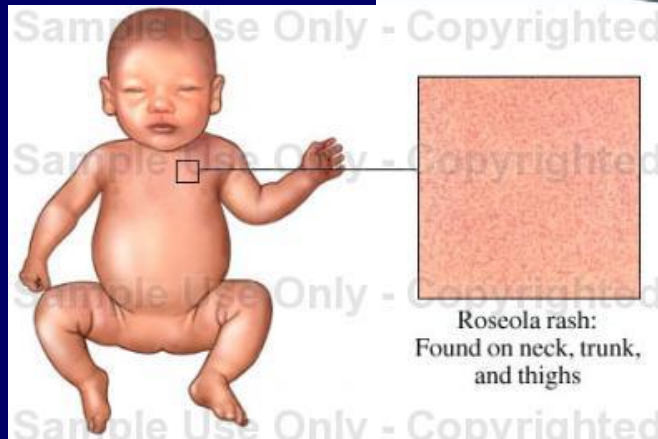 Sample Use Only - Copyrighted
Sample Use Only - Copyrighted
Sample Use Only - Copyrighted
Roseola rash:
Found on neck, trunk,
and thighs
Sample Use Only - Copyrighted